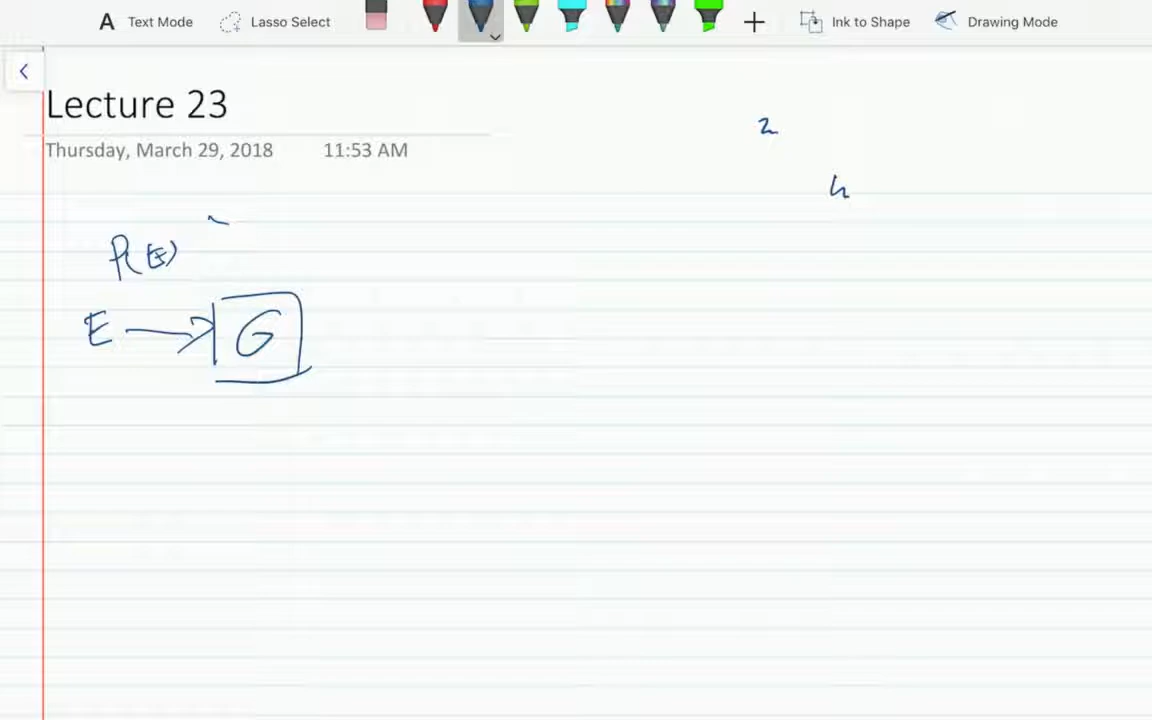 Text Mode Lasso Select Ink to Shape Drawing Mode
Lecture 23
Thursday, March 29, 2018 11:53 AM
2
h
E → G